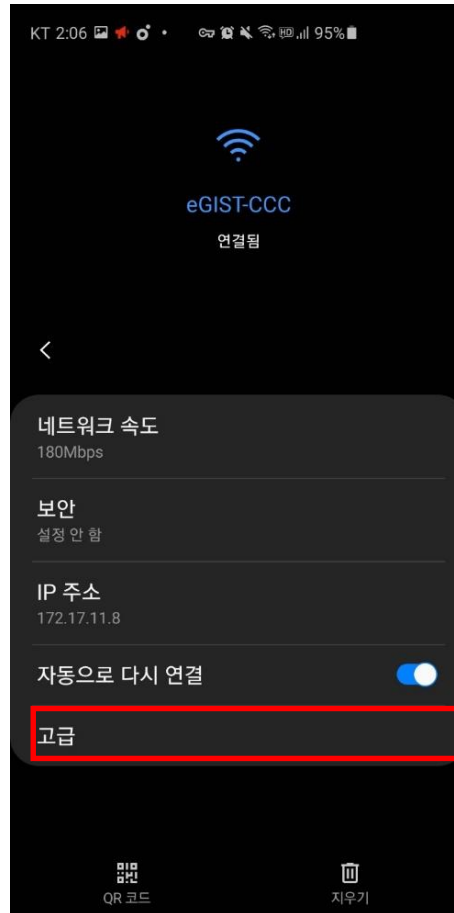 KT 2:06 95%
eGIST-CCC
연결됨
네트워크 속도
180Mbps
보안
설정 안 함
IP 주소
172.17.11.8
자동으로 다시 연결
고급
QR 코드
지우기